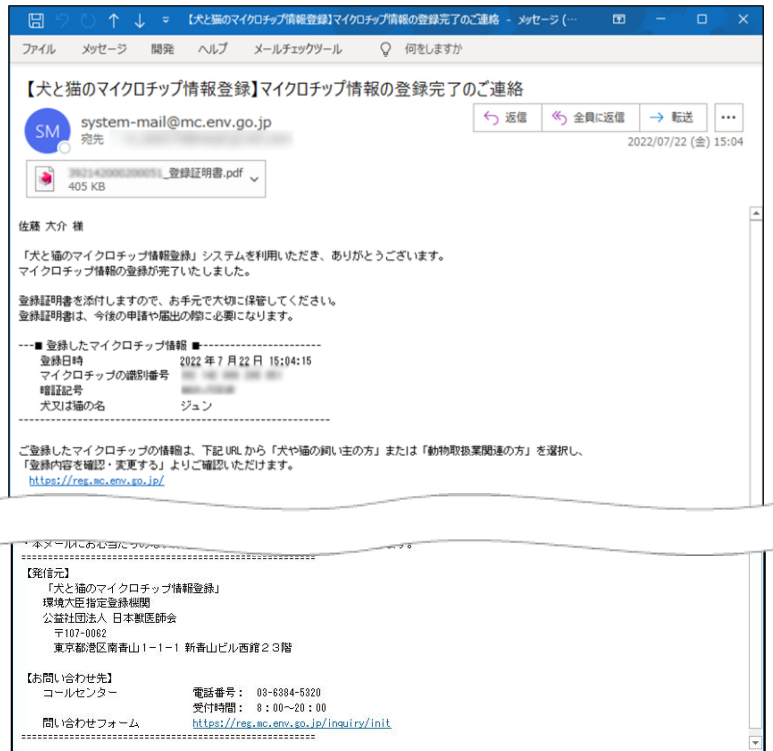 【犬と猫のマイクロチップ情報登録】マイクロチップ情報の登録完了のご連絡 - メッセージ (…
ファイル メッセージ 開発 ヘルプ メールチェックツール 何をしますか
【犬と猫のマイクロチップ情報登録】マイクロチップ情報の登録完了のご連絡
SM
system-mail@mc.env.go.jp
宛先
返信 全員に返信 転送 …
2022/07/22 (金) 15:04
_登録証明書.pdf
405 KB
佐藤 大介 様
「犬と猫のマイクロチップ情報登録」システムを利用いただき、ありがとうございます。
マイクロチップ情報の登録が完了いたしました。
登録証明書を添付しますので、お手元で大切に保管してください。
登録証明書は、今後の申請や届出の際に必要になります。
---■ 登録したマイクロチップ情報 ■-----------------------
登録日時 2022 年 7 月 22 日 15:04:15
マイクロチップの識別番号
暗証記号
犬又は猫の名 ジュン
------------------------------------------------------------
ご登録したマイクロチップの情報は、下記 URL から「犬や猫の飼い主の方」または「動物取扱業関連の方」を選択し、
「登録内容を確認・変更する」よりご確認いただけます。
https://reg.mc.env.go.jp/
========================================================
【発信元】
「犬と猫のマイクロチップ情報登録」
環境大臣指定登録機関
公益社団法人 日本獣医師会
〒107-0062
東京都港区南青山1-1-1 新青山ビル西館23階
【お問い合わせ先】
コールセンター 電話番号： 03-6384-5320
受付時間： 8：00～20：00
問い合わせフォーム https://reg.mc.env.go.jp/inquiry/init
========================================================